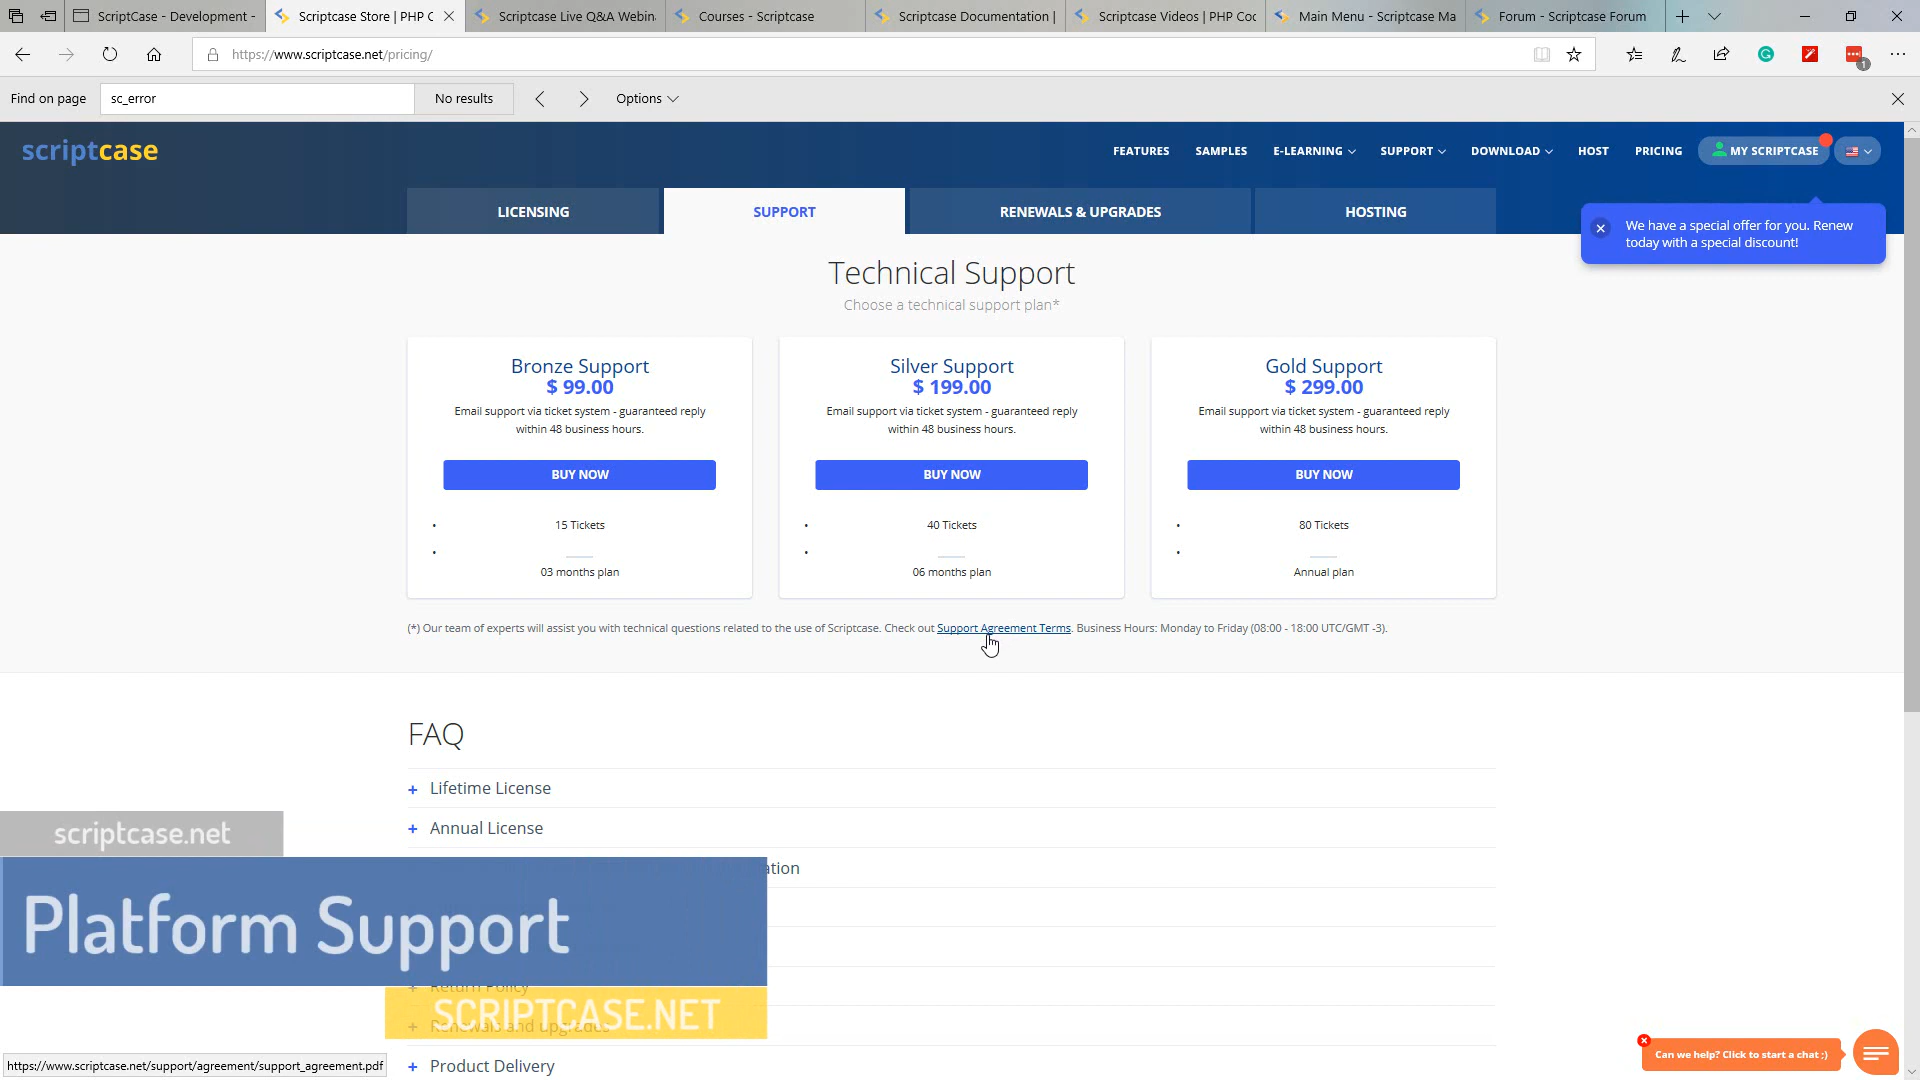 ScriptCase - Development -
Scriptcase Store | PHP C
Scriptcase Live Q&A Webin
Courses - Scriptcase
Scriptcase Documentation |
Scriptcase Videos | PHP Coc
Main Menu - Scriptcase Ma
Forum - Scriptcase Forum
https://www.scriptcase.net/pricing/
1
Find on page
sc_error
No results
Options
scriptcase
FEATURES
SAMPLES
E-LEARNING
SUPPORT
DOWNLOAD
HOST
PRICING
MY SCRIPTCASE
LICENSING
SUPPORT
RENEWALS & UPGRADES
HOSTING
We have a special offer for you. Renew
today with a special discount!
Technical Support
Choose a technical support plan*
Bronze Support
$ 99.00
Email support via ticket system - guaranteed reply
within 48 business hours.
BUY NOW
15 Tickets
03 months plan
Silver Support
$ 199.00
Email support via ticket system - guaranteed reply
within 48 business hours.
BUY NOW
40 Tickets
06 months plan
Gold Support
$ 299.00
Email support via ticket system - guaranteed reply
within 48 business hours.
BUY NOW
80 Tickets
Annual plan
(*) Our team of experts will assist you with technical questions related to the use of Scriptcase. Check out Support Agreement Terms. Business Hours: Monday to Friday (08:00 - 18:00 UTC/GMT -3).
FAQ
+ Lifetime License
+ Annual License
ation
scriptcase.net
Platform Support
+ Return Policy
SCRIPTCASE.NET
+ Renewals and upgrades
+ Product Delivery
https://www.scriptcase.net/support/agreement/support_agreement.pdf
Can we help? Click to start a chat ;)